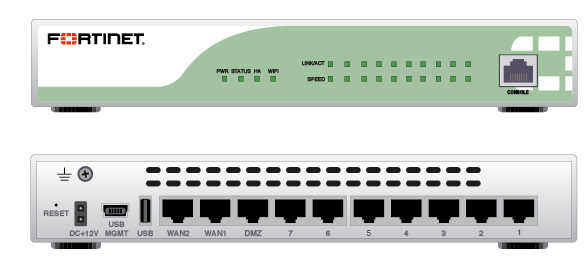 FORTINET.
LINK/ACT
PWR STATUS HA WIFI
SPEED
CONSOLE
RESET
DC+12V
USB MGMT
USB
WAN2
WAN1
DMZ
7
6
5
4
3
2
1